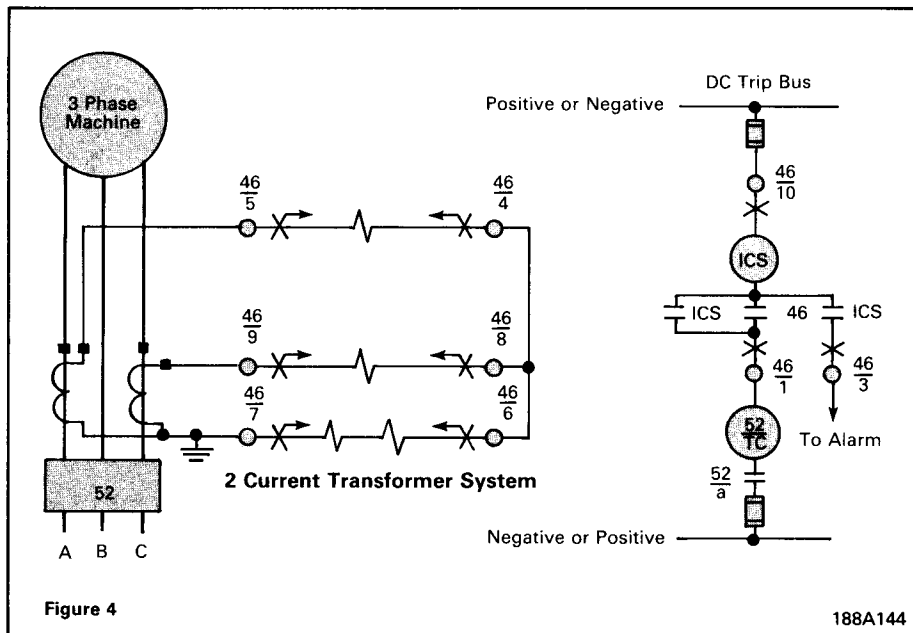 3 Phase
Machine
46
5
46
4
46
9
46
8
46
7
46
6
2 Current Transformer System
52
A B C
DC Trip Bus
Positive or Negative
46
10
ICS
ICS 46 ICS
46
1
46
3
52
TC
To Alarm
52
a
Negative or Positive
Figure 4
188A144